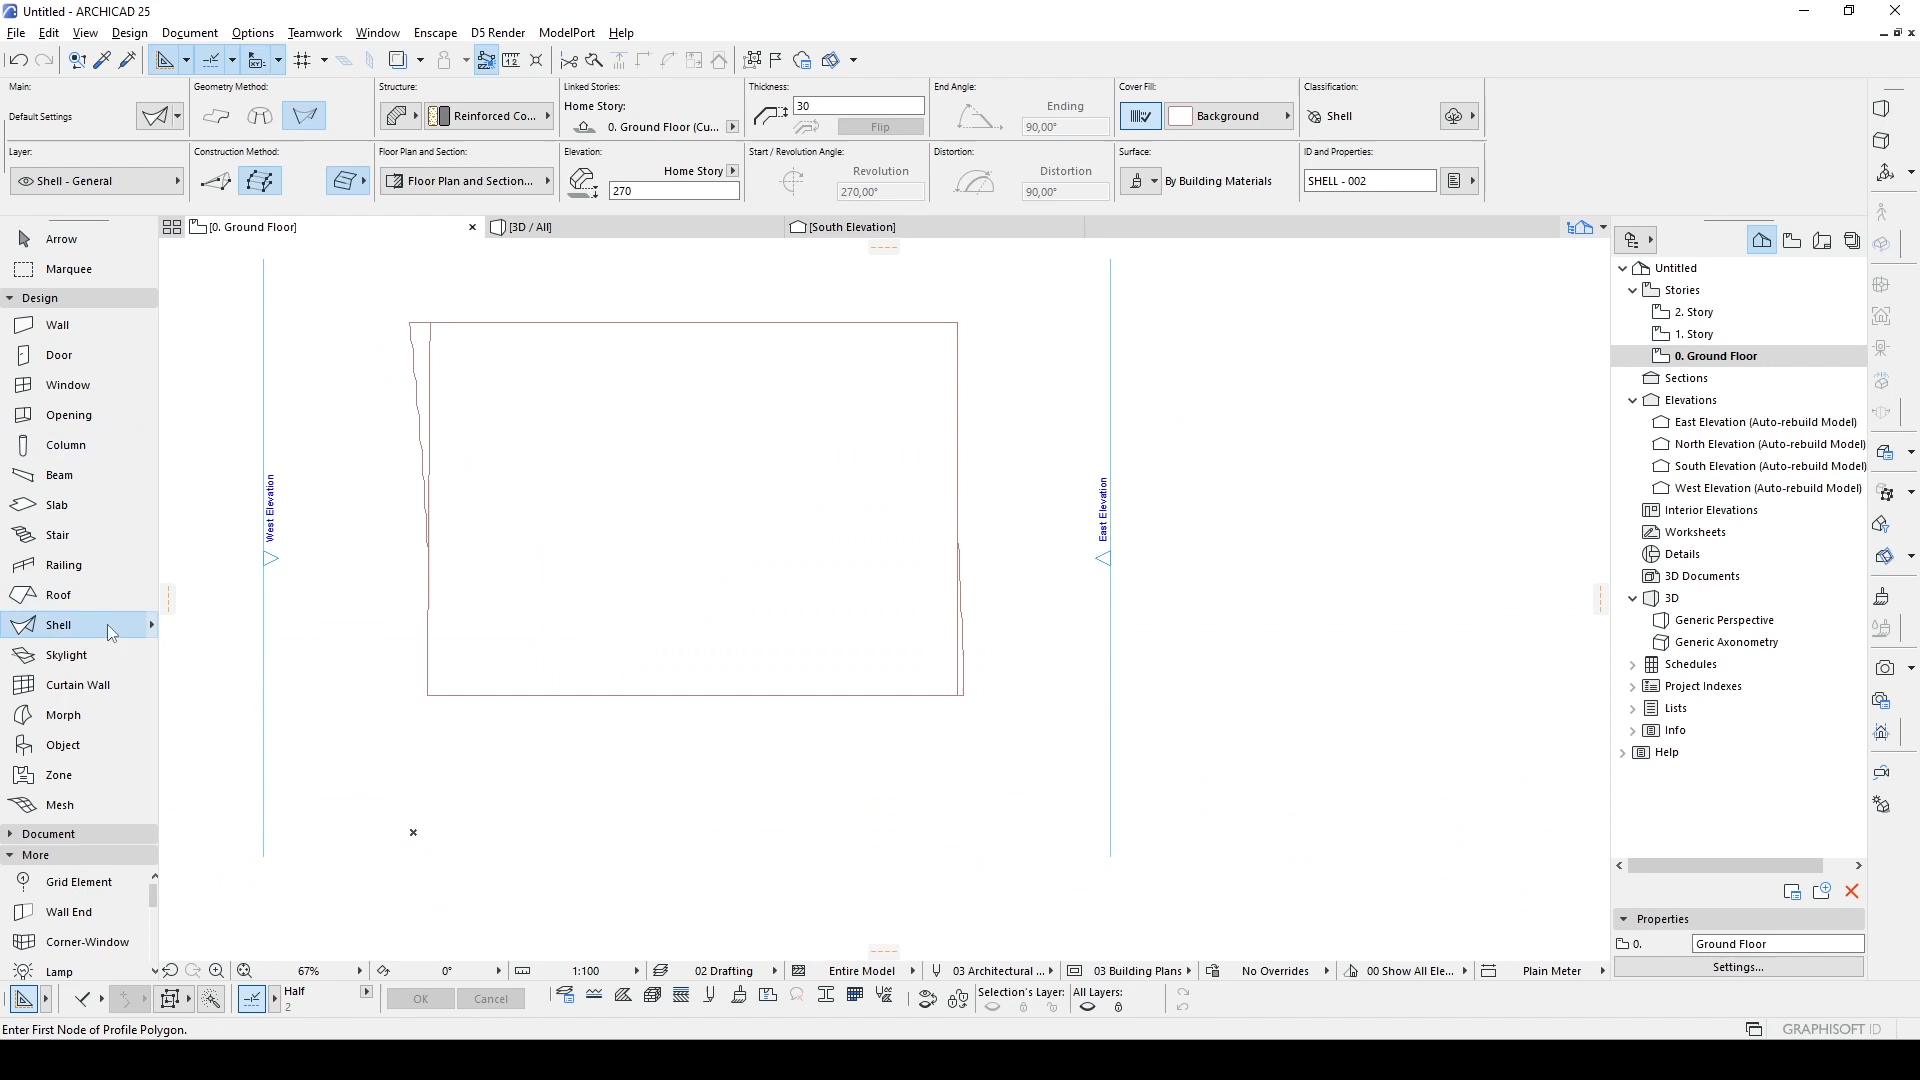 Untitled - ARCHICAD 25
File Edit View Design Document Options Teamwork Window Enscape D5 Render ModelPort Help
Main: Geometry Method: Structure: Linked Stories: Thickness: End Angle: Cover Fill: Classification:
Default Settings Reinforced Co... Home Story: 0. Ground Floor (Cu... 30 Flip Ending 90,00° Background Shell
Layer: Construction Method: Floor Plan and Section: Elevation: Start / Revolution Angle: Distortion: Surface: ID and Properties:
Shell - General Floor Plan and Section... Home Story 270 Revolution 270,00° Distortion 90,00° By Building Materials SHELL - 002
[0. Ground Floor] [3D / All] [South Elevation]
Arrow
Marquee
Design
Wall
Door
Window
Opening
Column
Beam
Slab
Stair
Railing
Roof
Shell
Skylight
Curtain Wall
Morph
Object
Zone
Mesh
Document
More
Grid Element
Wall End
Corner-Window
Lamp
West Elevation
East Elevation
Untitled
Stories
2. Story
1. Story
0. Ground Floor
Sections
Elevations
East Elevation (Auto-rebuild Model)
North Elevation (Auto-rebuild Model)
South Elevation (Auto-rebuild Model)
West Elevation (Auto-rebuild Model)
Interior Elevations
Worksheets
Details
3D Documents
3D
Generic Perspective
Generic Axonometry
Schedules
Project Indexes
Lists
Info
Help
Properties
0. Ground Floor
Settings...
67% 0° 1:100 02 Drafting Entire Model 03 Architectural ... 03 Building Plans No Overrides 00 Show All Ele... Plain Meter
Half
2
OK Cancel Selection's Layer: All Layers:
Enter First Node of Profile Polygon. GRAPHISOFT ID